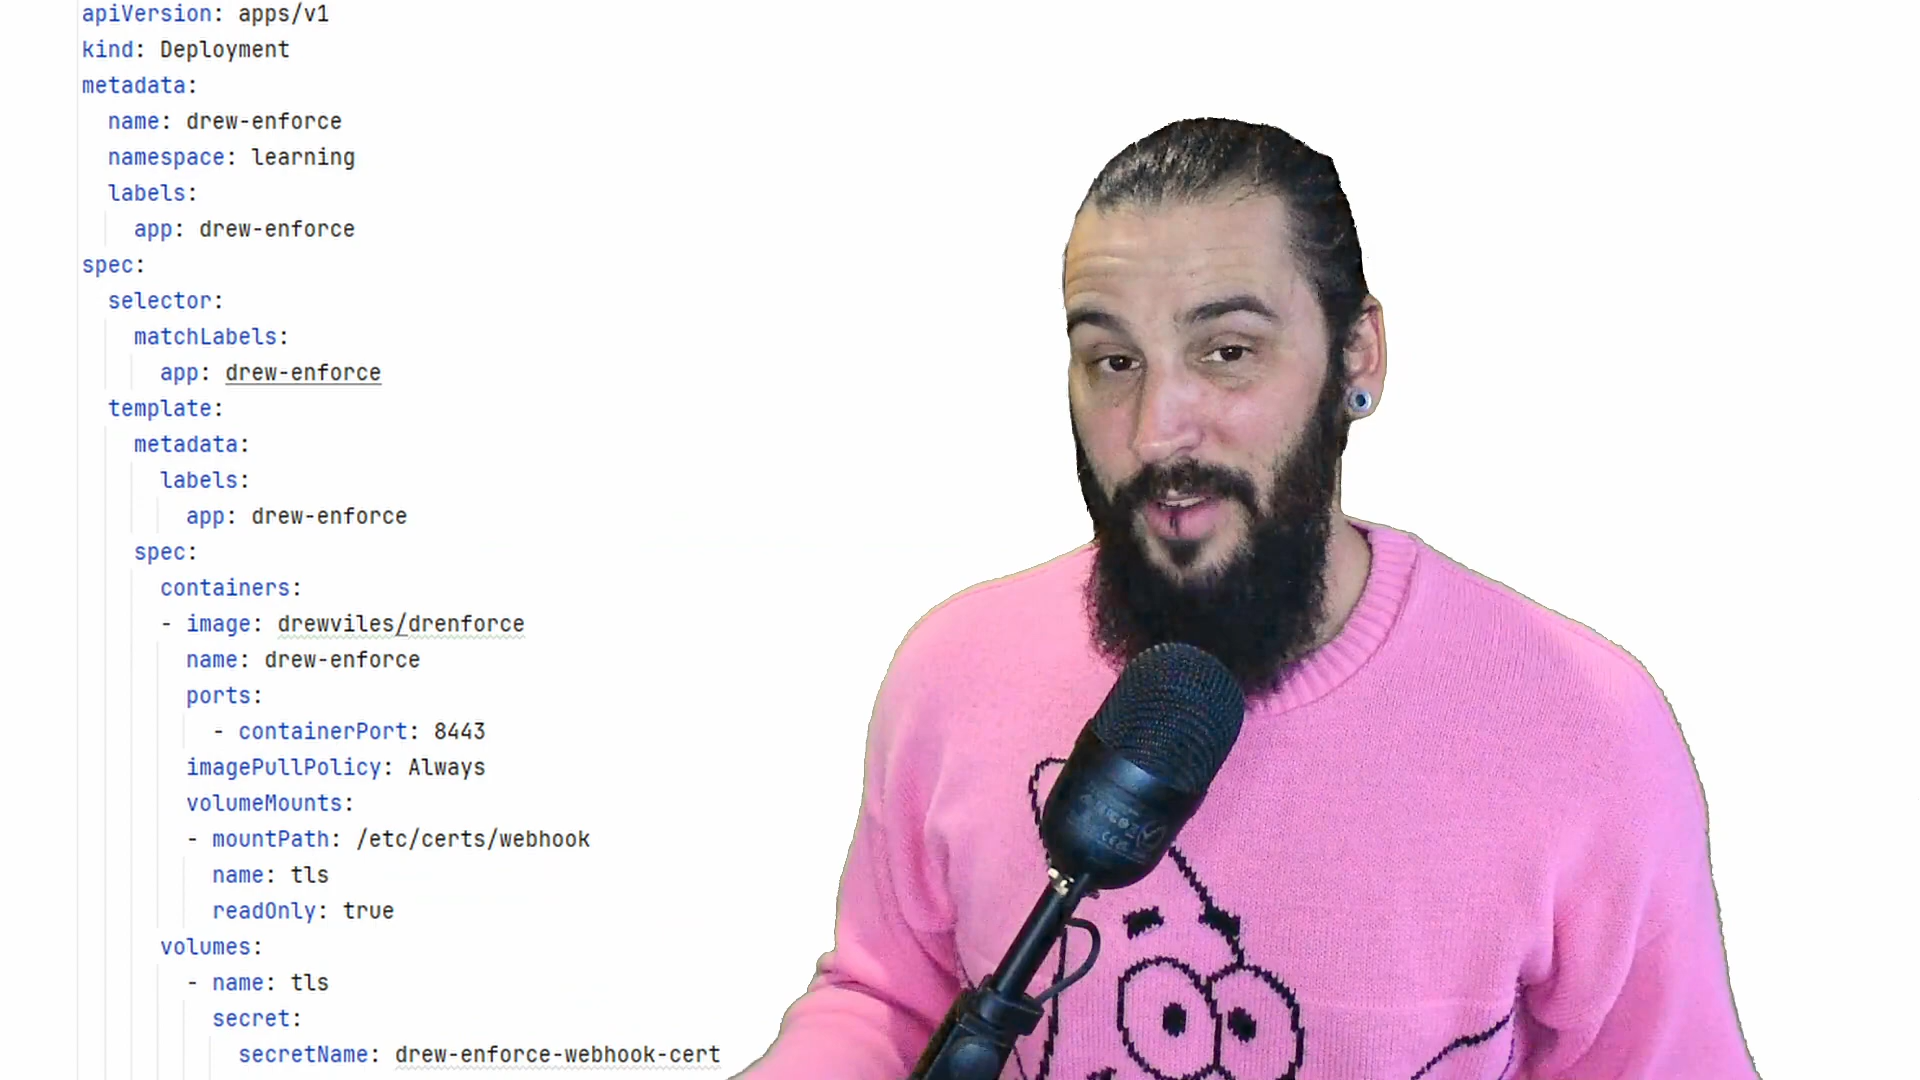 apiVersion: apps/v1
kind: Deployment
metadata:
  name: drew-enforce
  namespace: learning
  labels:
    app: drew-enforce
spec:
  selector:
    matchLabels:
      app: drew-enforce
  template:
    metadata:
      labels:
        app: drew-enforce
    spec:
      containers:
      - image: drewviles/drenforce
        name: drew-enforce
        ports:
          - containerPort: 8443
        imagePullPolicy: Always
        volumeMounts:
        - mountPath: /etc/certs/webhook
          name: tls
          readOnly: true
      volumes:
        - name: tls
          secret:
            secretName: drew-enforce-webhook-cert